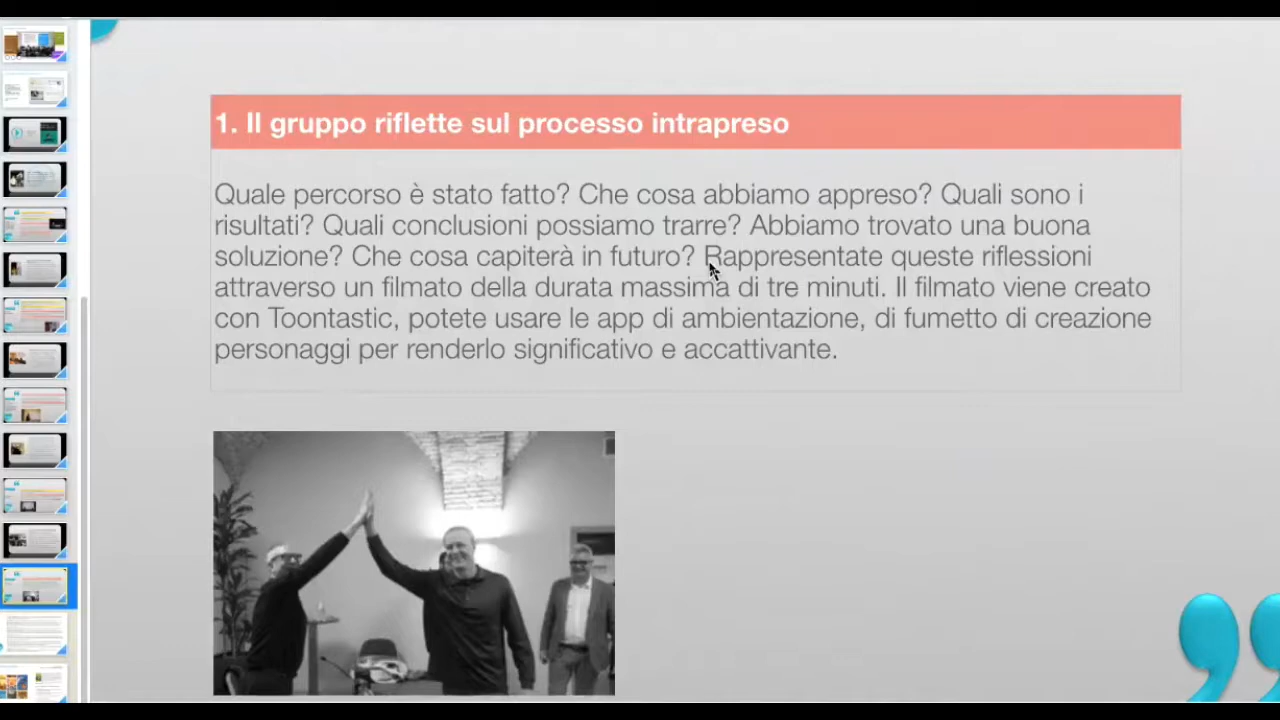 1. Il gruppo riflette sul processo intrapreso
Quale percorso è stato fatto? Che cosa abbiamo appreso? Quali sono i
risultati? Quali conclusioni possiamo trarre? Abbiamo trovato una buona
soluzione? Che cosa capiterà in futuro? Rappresentate queste riflessioni
attraverso un filmato della durata massima di tre minuti. Il filmato viene creato
con Toontastic, potete usare le app di ambientazione, di fumetto di creazione
personaggi per renderlo significativo e accattivante.